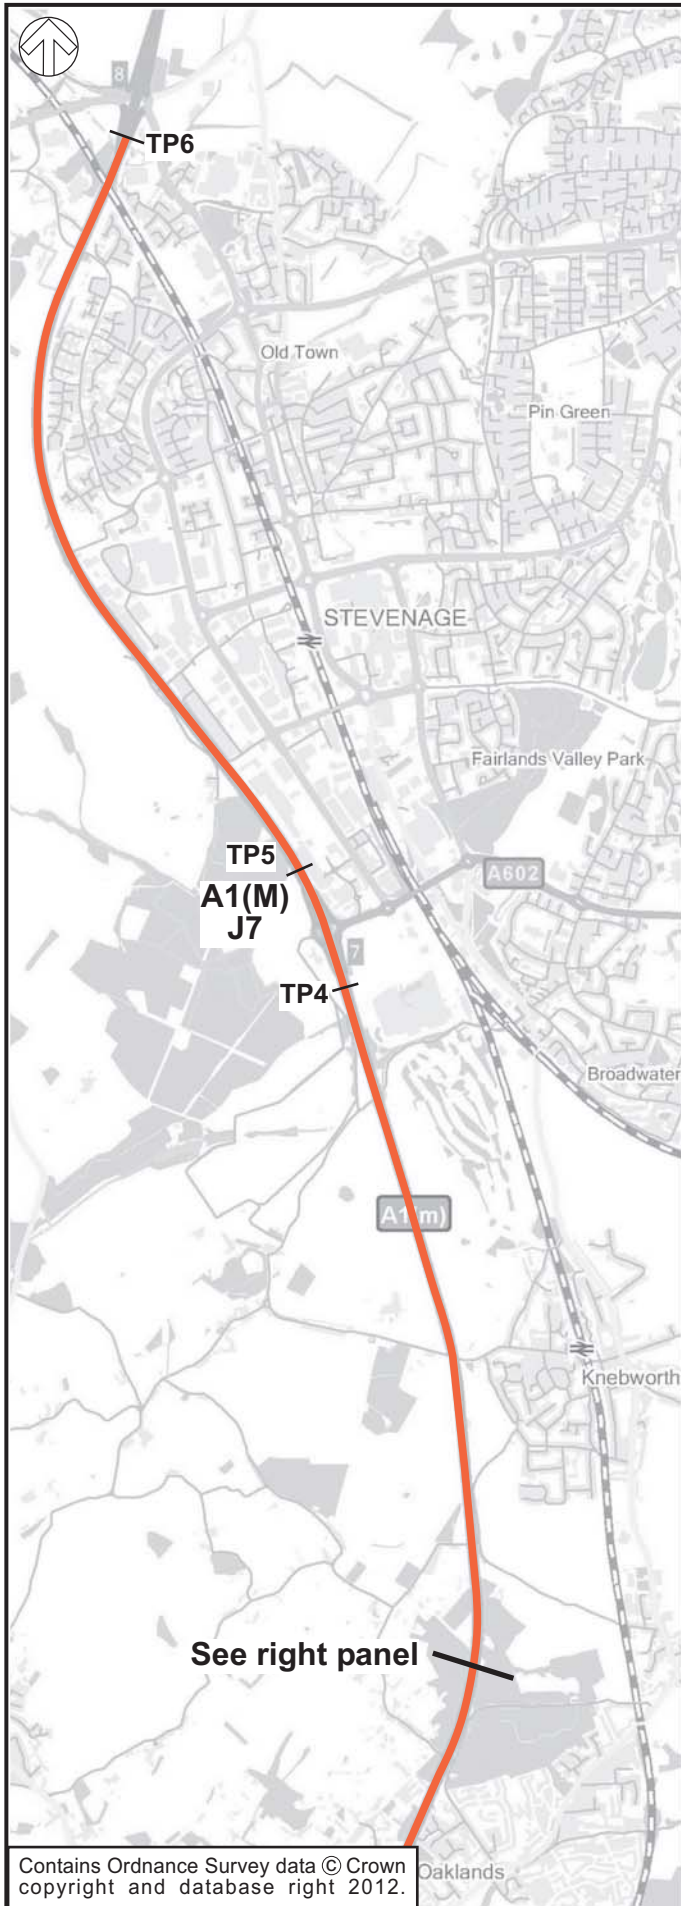 8
TP6
Old Town
Pin Green
STEVENAGE
Fairlands Valley Park
TP5
A602
A1(M)
J7
7
TP4
Broadwater
A1(m)
Knebworth
See right panel
Contains Ordnance Survey data © Crown
copyright and database right 2012.
Oaklands